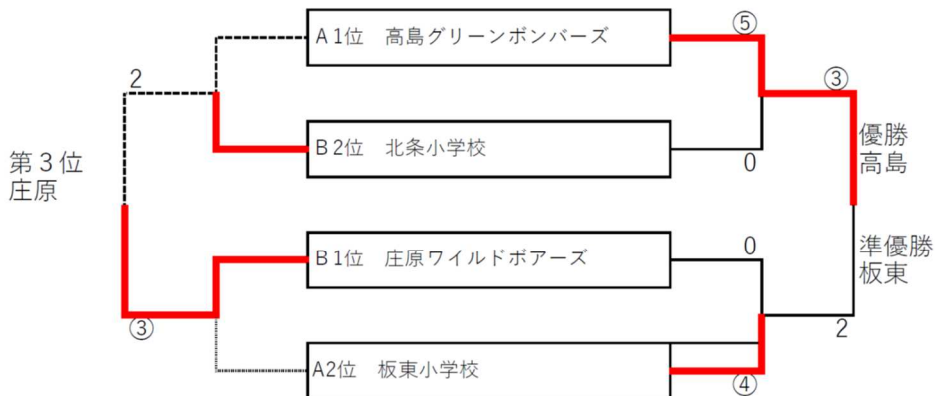 A1位 高島グリーンボンバーズ
⑤
2
③
B2位 北条小学校
0
優勝
高島
第3位
庄原
B1位 庄原ワイルドボアーズ
0
準優勝
板東
③
2
A2位 板東小学校
④